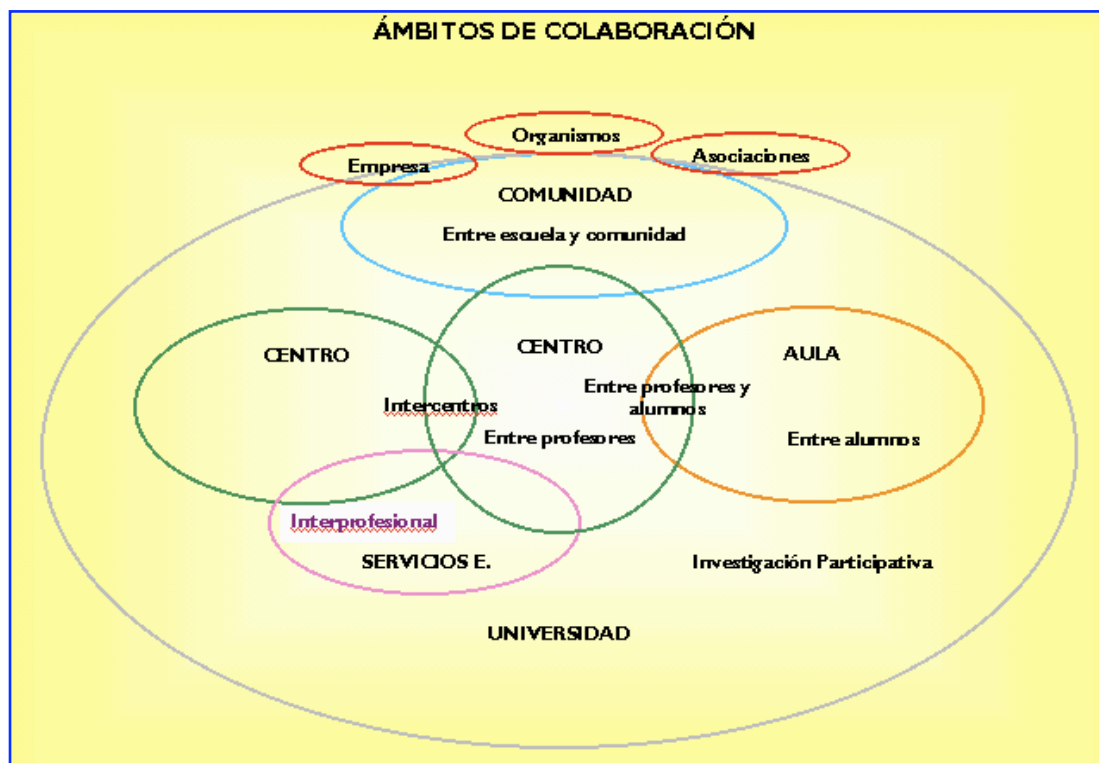 ÁMBITOS DE COLABORACIÓN
Organismos
Empresa
Asociaciones
COMUNIDAD
Entre escuela y comunidad
CENTRO
CENTRO
AULA
Entre profesores y
alumnos
Intercentros
Entre profesores
Entre alumnos
Interprofesional
SERVICIOS E.
Investigación Participativa
UNIVERSIDAD